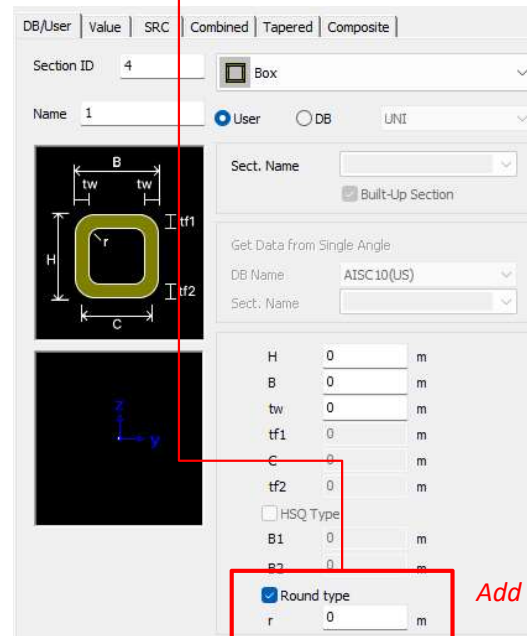 DB/User Value SRC Combined Tapered Composite
Section ID 4 Box
Name 1 User DB UNI
Sect. Name
Built-Up Section
B
tw tw
tf1
r
H
tf2
C
Get Data from Single Angle
DB Name AISC10(US)
Sect. Name
z
y
H 0 m
B 0 m
tw 0 m
tf1 0 m
C 0 m
tf2 0 m
HSQ Type
B1 0 m
B2 0
Round type
r 0 m
Add